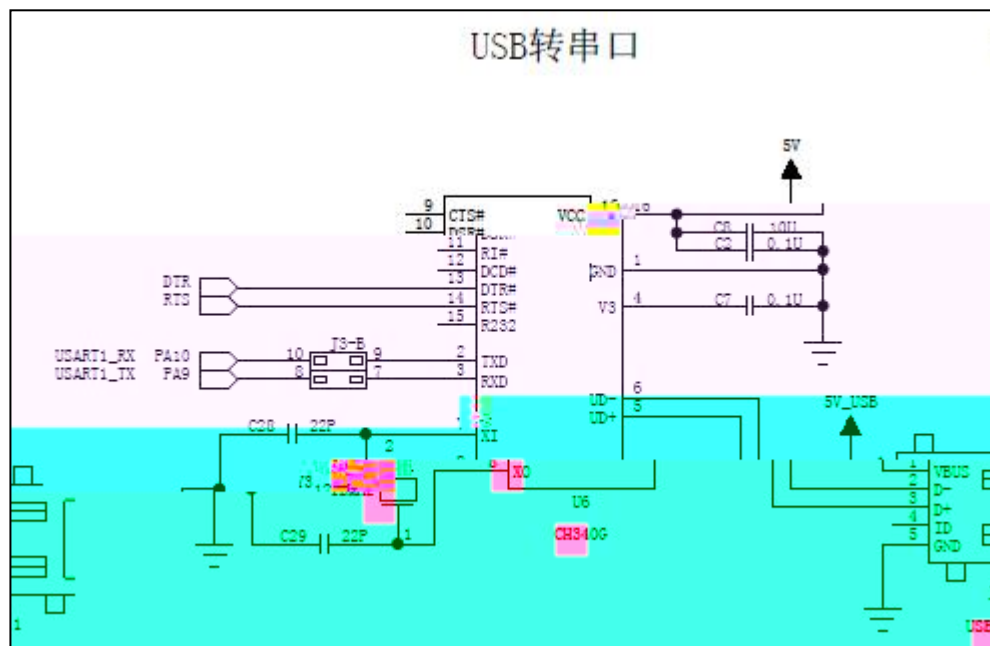 USB转串口
5V
9 CTS# VCC
10
C8 10U
11 C2 0.1U
12 RI#
13 DCD# GND 1
DTR DTR#
RTS 14 RTS# V3 4 C7 0.1U
15 R232
J3-B
USART1_RX PA10 10 9 2 TXD
USART1_TX PA9 8 7 3 RXD
UD- 6
UD+ 5
5V_USB
C28 22P XI
2
XO
1 VBUS
2 D-
3 D+
4 ID
5 GND
U6
C29 22P 1 CH340G
1 USB